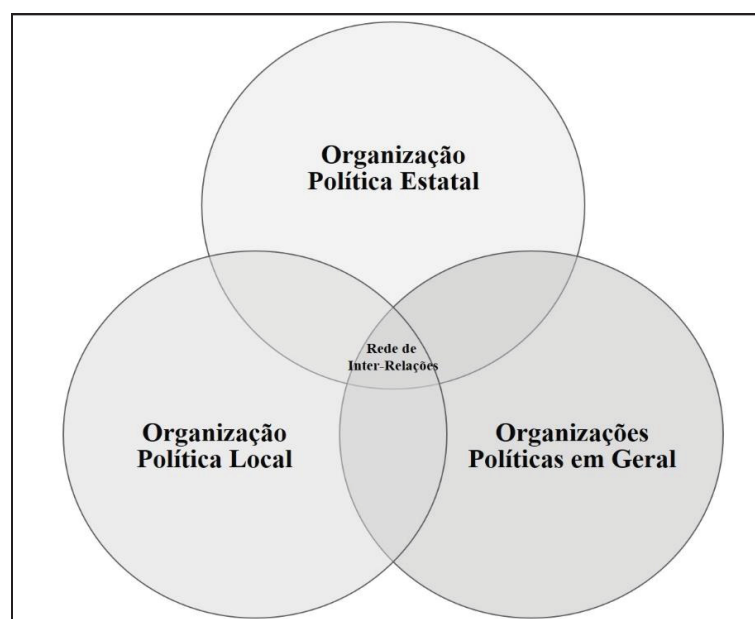 Organização
Política Estatal
Rede de
Inter-Relações
Organização
Política Local
Organizações
Políticas em Geral